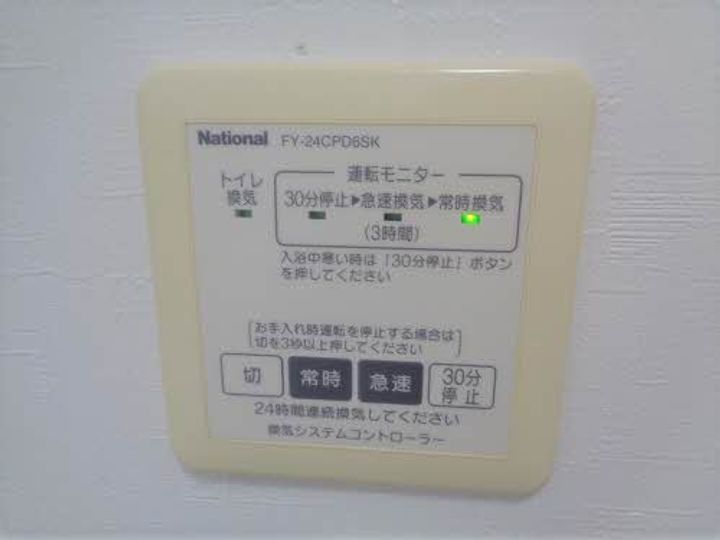 National FY-24CPD6SK
運転モニター
トイレ
換気
30分停止▶急速換気▶常時換気
(3時間)
入浴中寒い時は「30分停止」ボタン
を押してください
お手入れ時運転を停止する場合は
切を3秒以上押してください
切 常時 急速 30分
停止
24時間連続換気してください
換気システムコントローラー